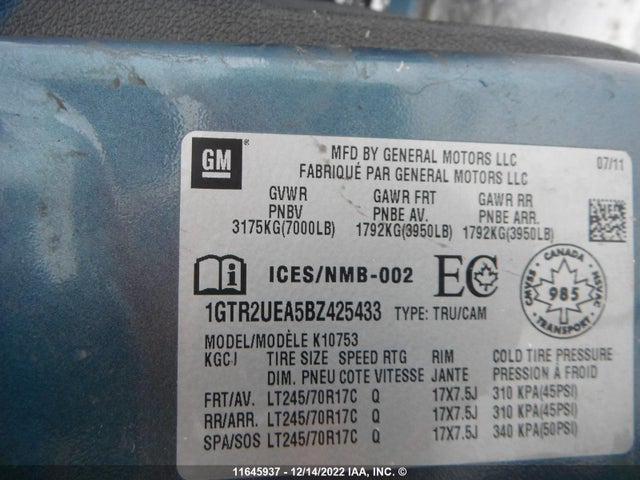 GM ®
MFD BY GENERAL MOTORS LLC
07/11
FABRIQUÉ PAR GENERAL MOTORS LLC
GVWR GAWR FRT GAWR RR
PNBV PNBE AV. PNBE ARR.
3175KG(7000LB) 1792KG(3950LB) 1792KG(3950LB)
i ICES/NMB-002 EC
CANADA
CMVSS 985 NSVAC
TRANSPORT
1GTR2UEA5BZ425433 TYPE: TRU/CAM
MODEL/MODÈLE K10753
KGCJ TIRE SIZE SPEED RTG RIM COLD TIRE PRESSURE
DIM. PNEU COTE VITESSE JANTE PRESSION À FROID
FRT/AV. LT245/70R17C Q 17X7.5J 310 KPA(45PSI)
RR/ARR. LT245/70R17C Q 17X7.5J 310 KPA(45PSI)
SPA/SOS LT245/70R17C Q 17X7.5J 340 KPA(50PSI)
11645937 - 12/14/2022 IAA, INC. ©